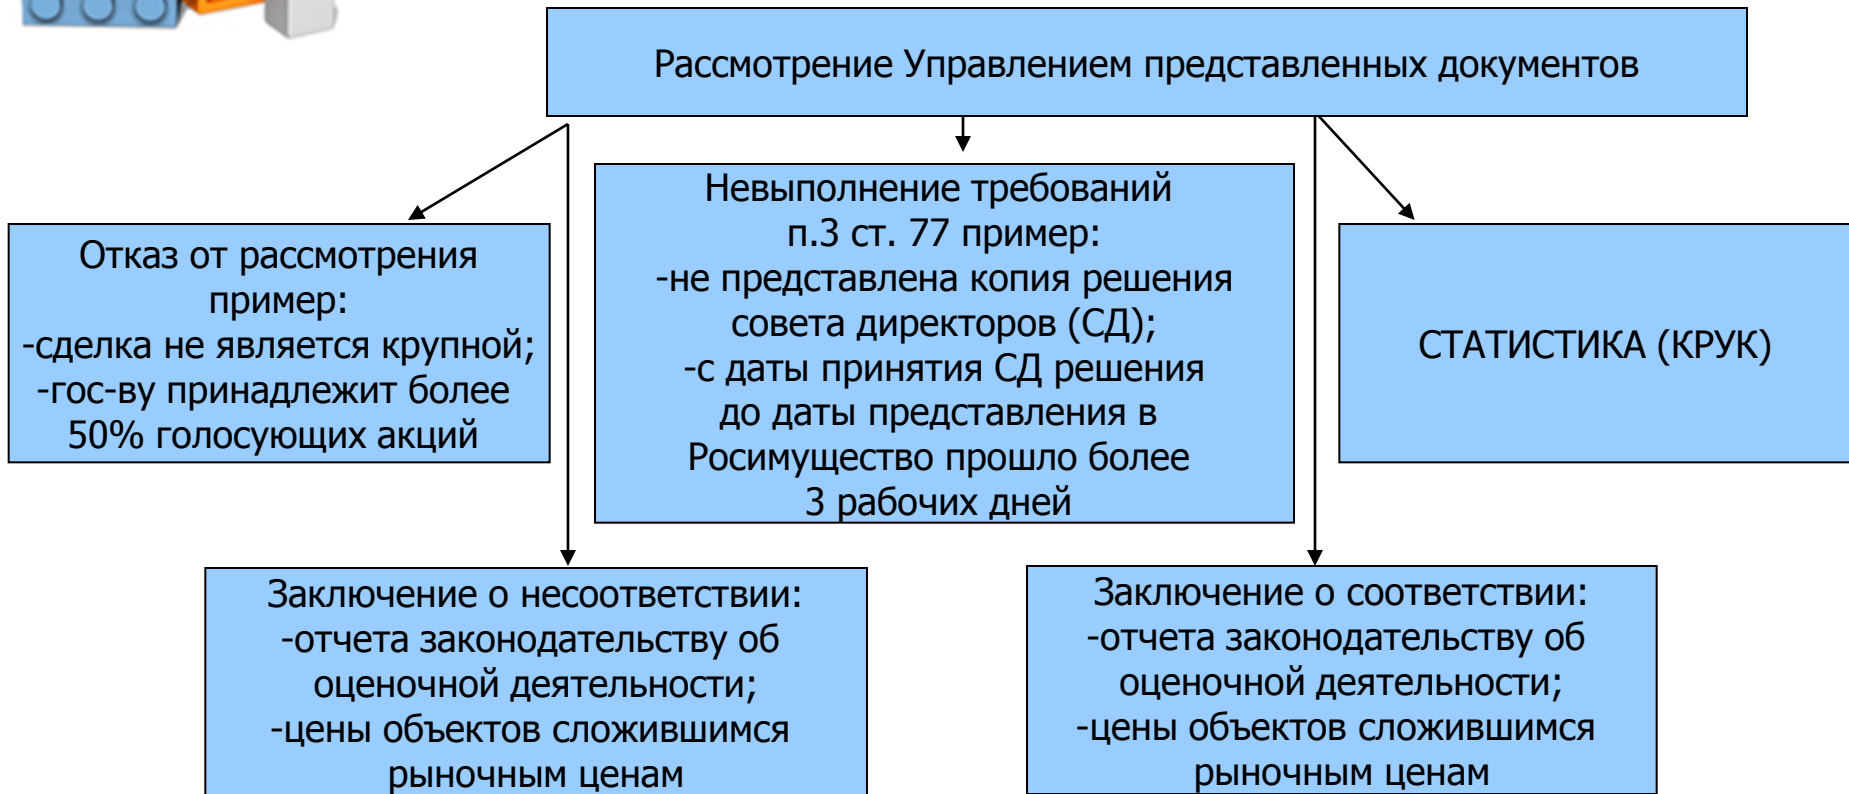 Рассмотрение Управлением представленных документов
Отказ от рассмотрения
пример:
-сделка не является крупной;
-гос-ву принадлежит более
50% голосующих акций
Невыполнение требований
п.3 ст. 77 пример:
-не представлена копия решения
совета директоров (СД);
-с даты принятия СД решения
до даты представления в
Росимущество прошло более
3 рабочих дней
СТАТИСТИКА (КРУК)
Заключение о несоответствии:
-отчета законодательству об
оценочной деятельности;
-цены объектов сложившимся
рыночным ценам
Заключение о соответствии:
-отчета законодательству об
оценочной деятельности;
-цены объектов сложившимся
рыночным ценам